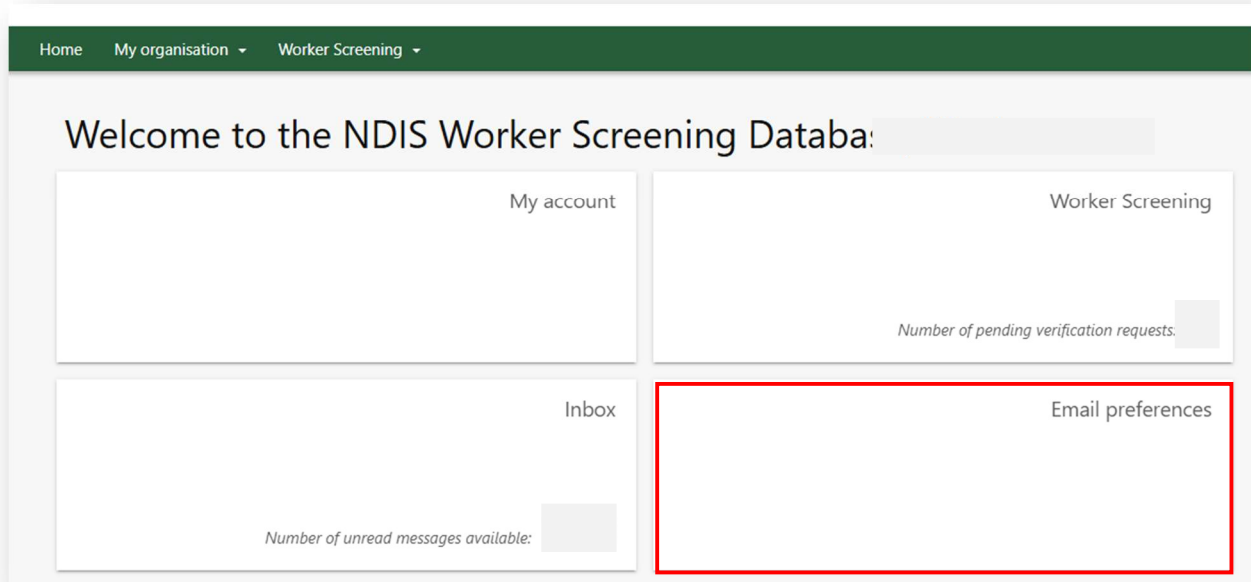 Home My organisation Worker Screening
Welcome to the NDIS Worker Screening
My account
Worker Screening
Number of pending verification requests:
Inbox
Email preferences
Number of unread messages available: